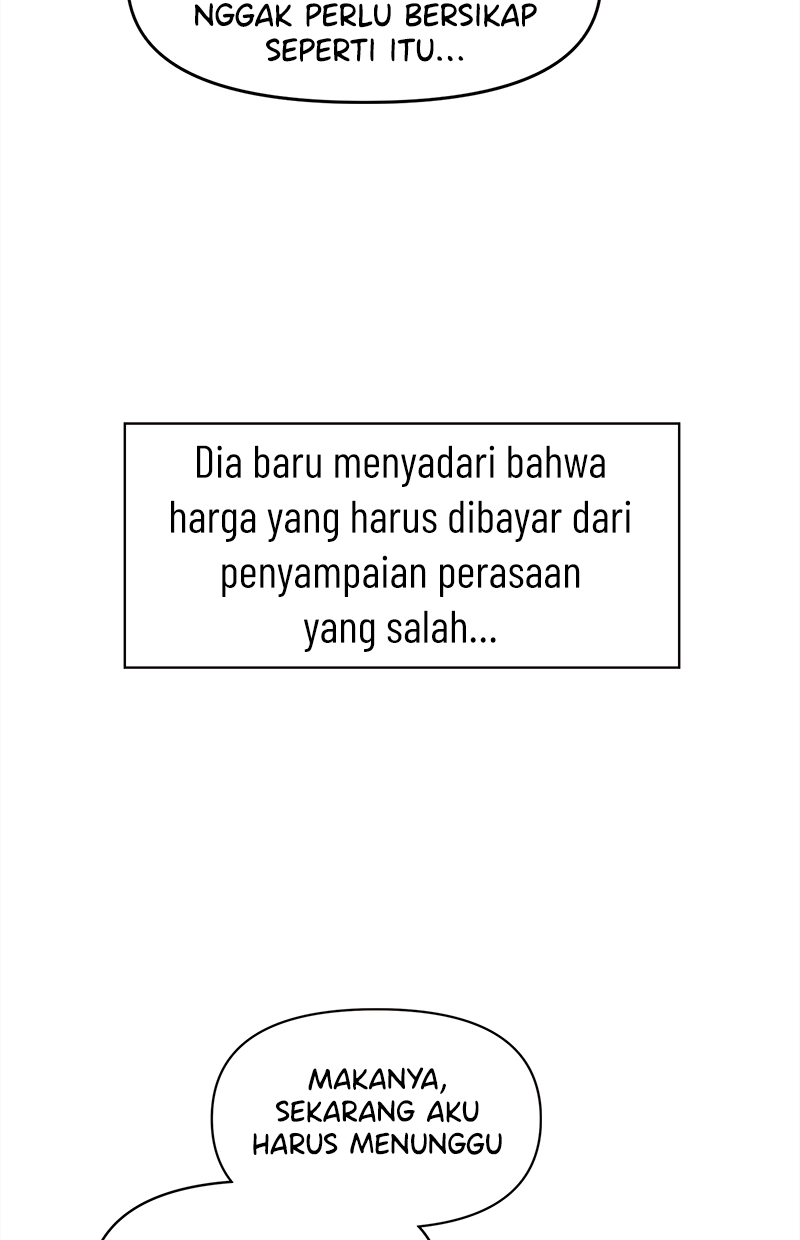 NGGAK PERLU BERSIKAP
SEPERTI ITU...
Dia baru menyadari bahwa
harga yang harus dibayar dari
penyampaian perasaan
yang salah...
MAKANYA,
SEKARANG AKU
HARUS MENUNGGU